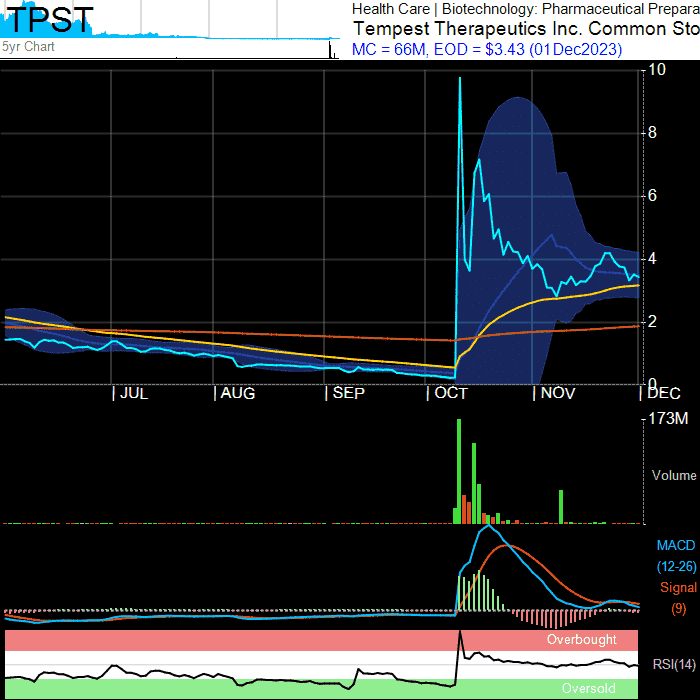 TPST
5yr Chart
Health Care | Biotechnology: Pharmaceutical Prepara
Tempest Therapeutics Inc. Common Sto
MC = 66M, EOD = $3.43 (01Dec2023)
10
8
6
4
2
0
JUL
AUG
SEP
OCT
NOV
DEC
173M
Volume
MACD
(12-26)
Signal
(9)
Overbought
RSI(14)
Oversold